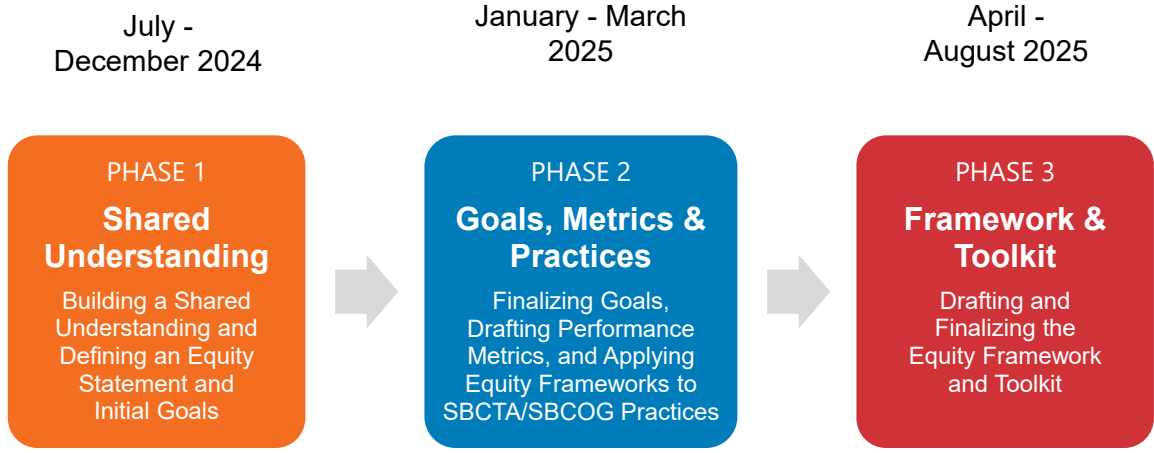 July -
December 2024
January - March
2025
April -
August 2025
PHASE 1
Shared
Understanding
Building a Shared
Understanding and
Defining an Equity
Statement and
Initial Goals
PHASE 2
Goals, Metrics &
Practices
Finalizing Goals,
Drafting Performance
Metrics, and Applying
Equity Frameworks to
SBCTA/SBCOG Practices
PHASE 3
Framework &
Toolkit
Drafting and
Finalizing the
Equity Framework
and Toolkit